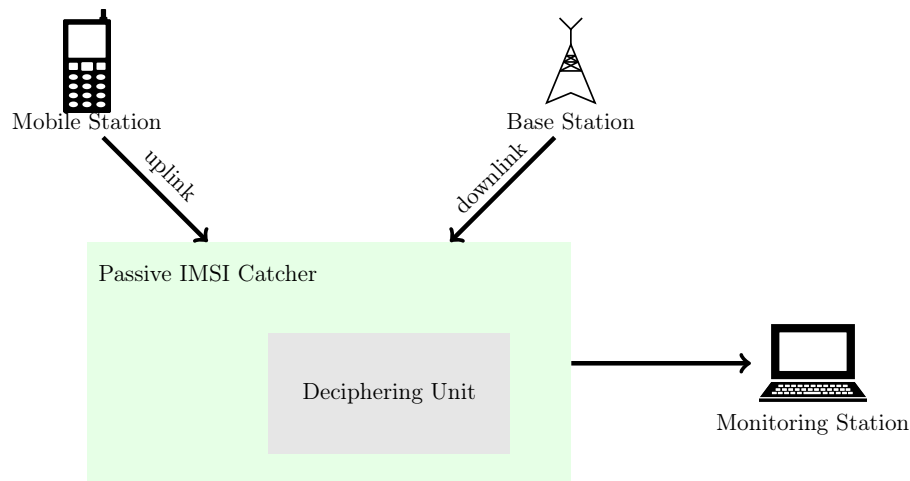 Mobile Station
Base Station
uplink
downlink
Passive IMSI Catcher
Deciphering Unit
Monitoring Station